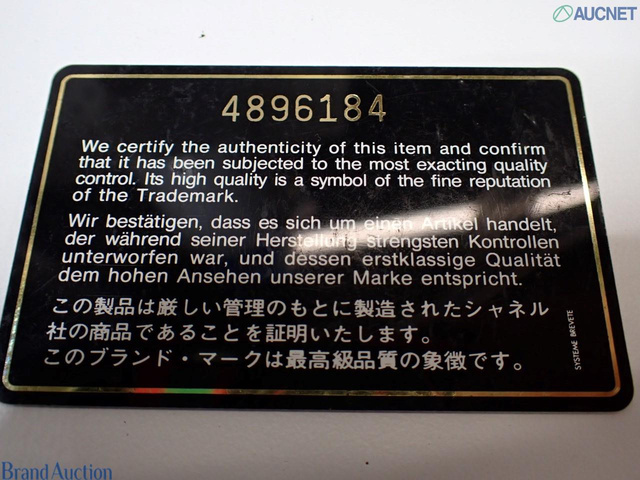 AUCNET
4896184
We certify the authenticity of this item and confirm
that it has been subjected to the most exacting quality
control. Its high quality is a symbol of the fine reputation
of the Trademark.
Wir bestätigen, dass es sich um einen Artikel handelt,
der während seiner Herstellung strengsten Kontrollen
unterworfen war, und dessen erstklassige Qualität
dem hohen Ansehen unserer Marke entspricht.
この製品は厳しい管理のもとに製造されたシャネル
社の商品であることを証明いたします。
このブランド・マークは最高級品質の象徴です。
SYSTEME BREVETE
Brand Auction